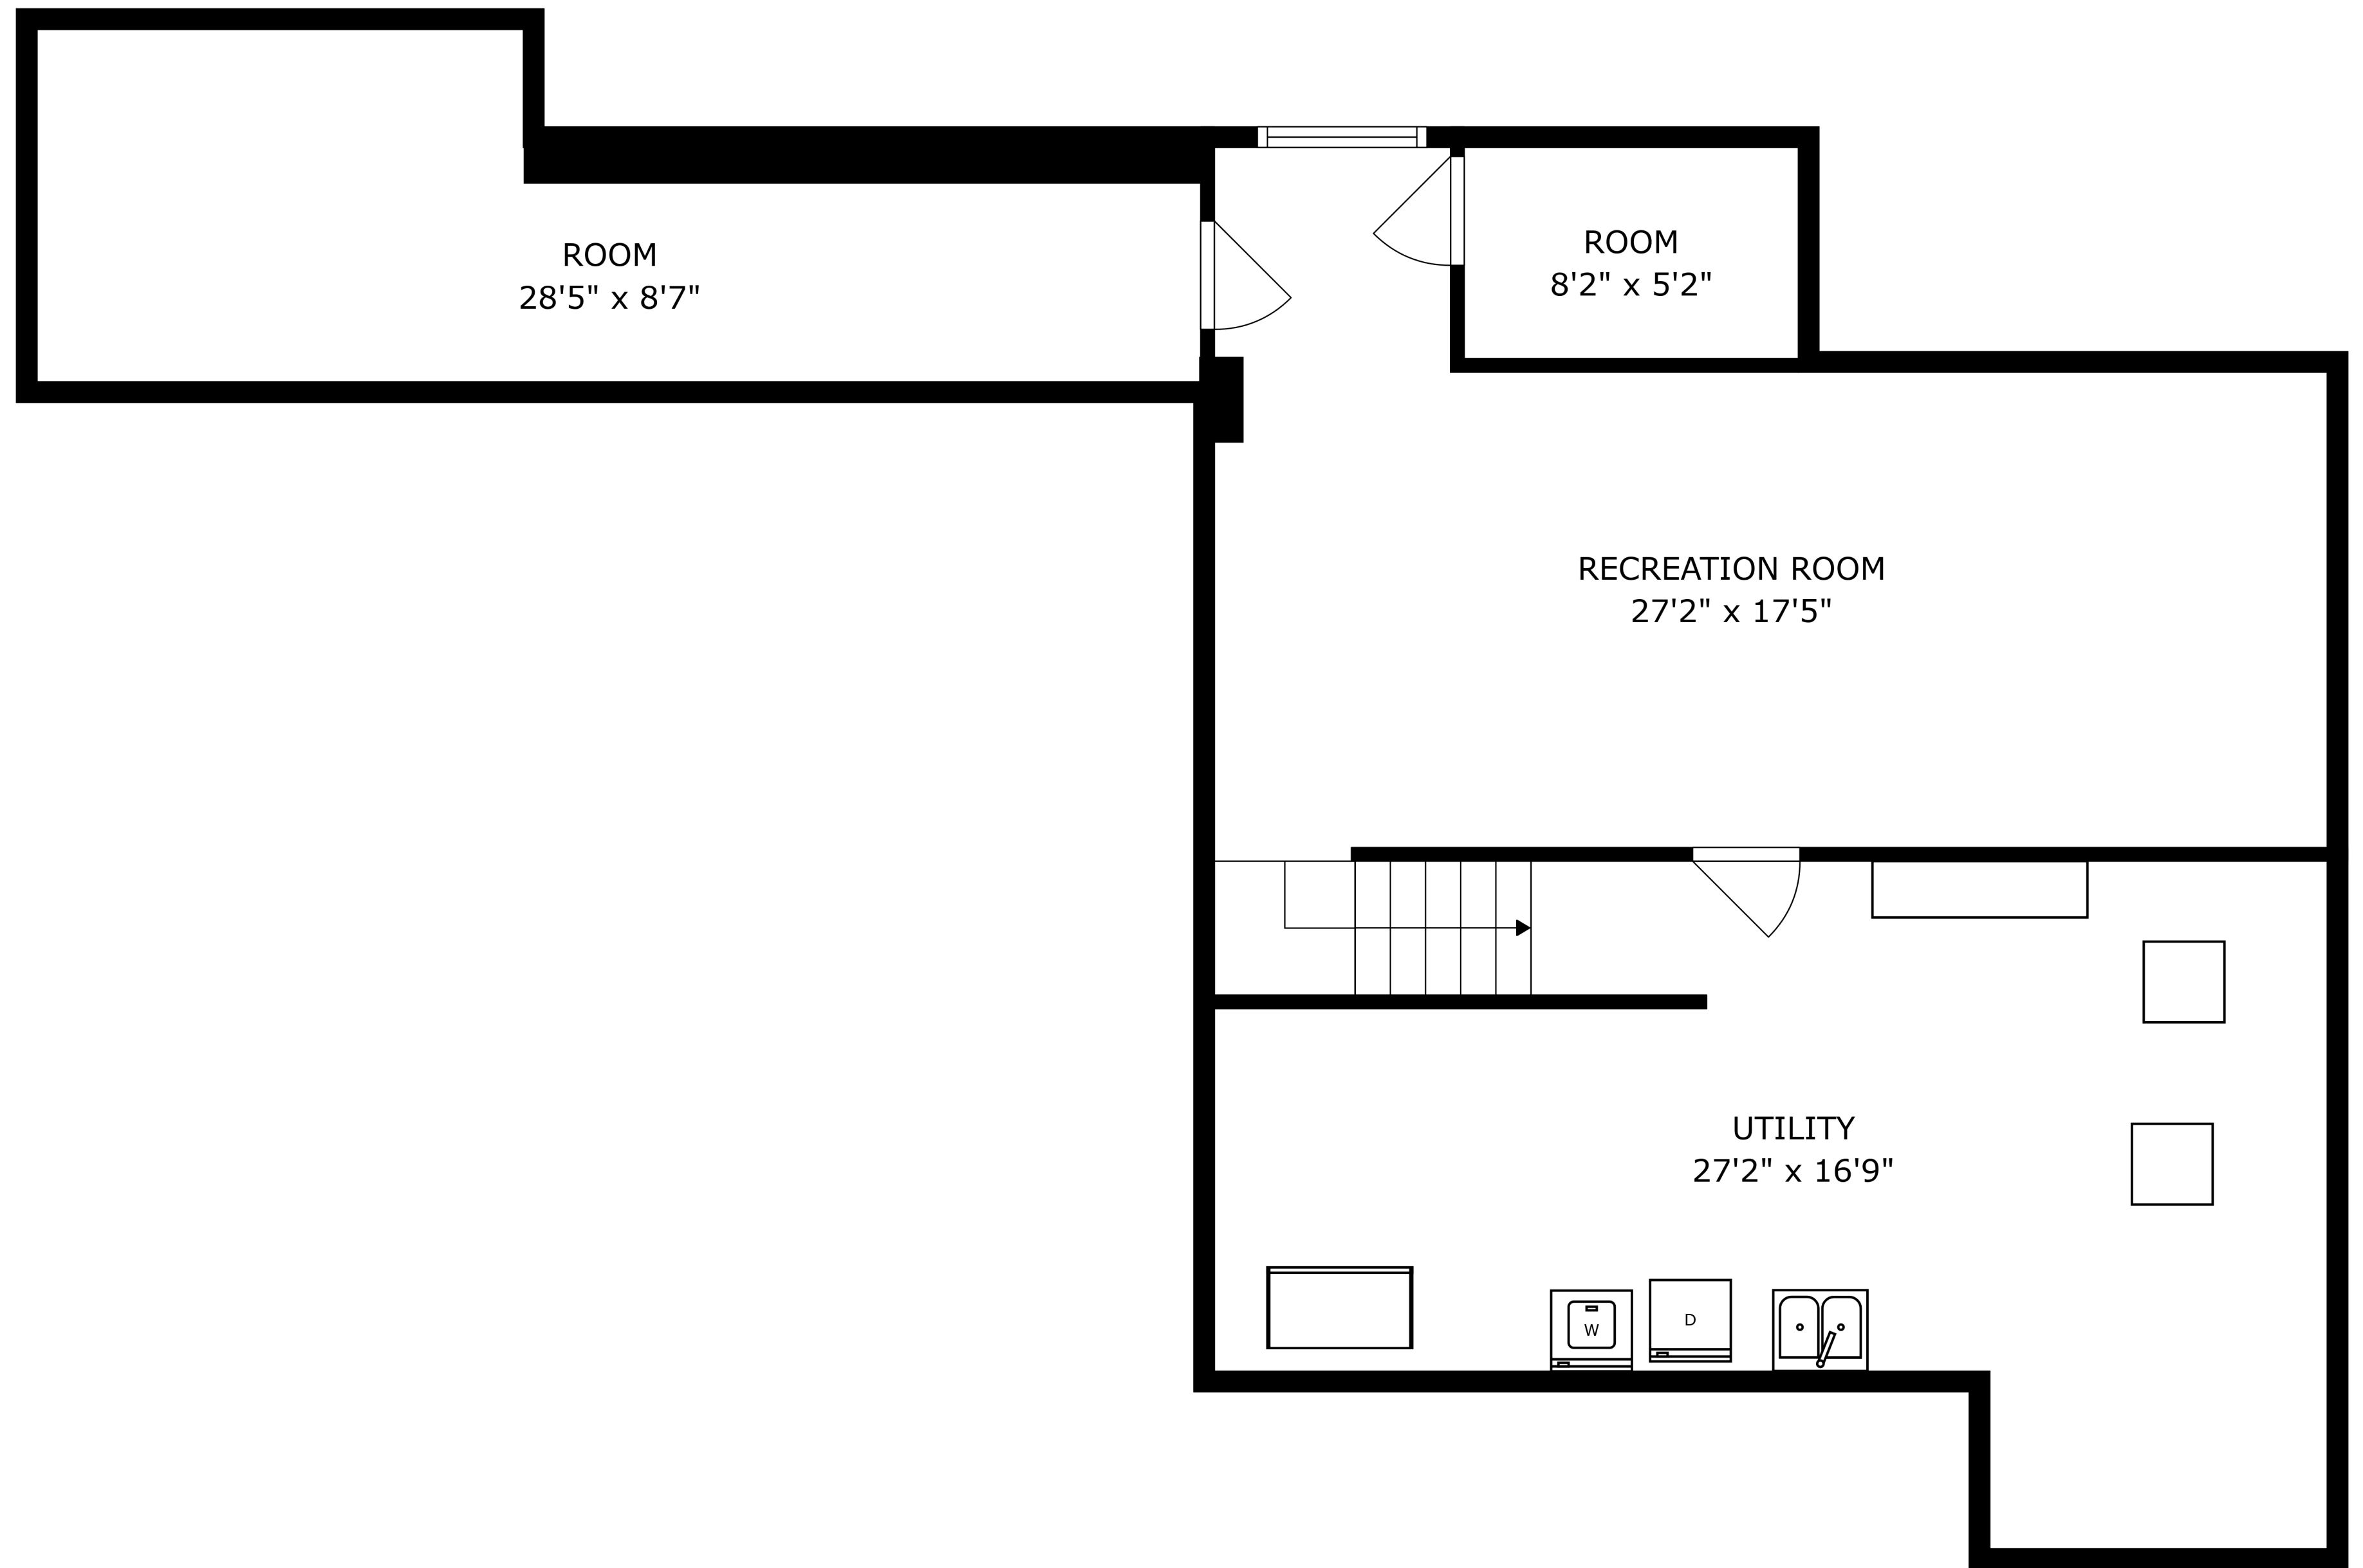 ROOM
28'5" x 8'7"
ROOM
8'2" x 5'2"
RECREATION ROOM
27'2" x 17'5"
UTILITY
27'2" x 16'9"
W
D